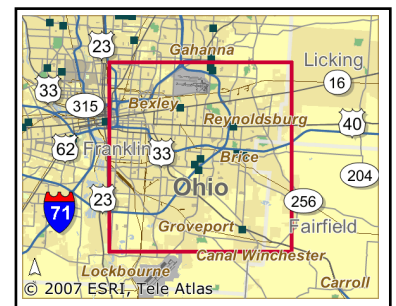 23
Gahanna
Licking
33
16
315
Bexley
Reynoldsburg
40
62
Franklin
33
Brice
Ohio
204
23
256
71
Groveport
Fairfield
Canal Winchester
Lockbourne
Carroll
© 2007 ESRI, Tele Atlas